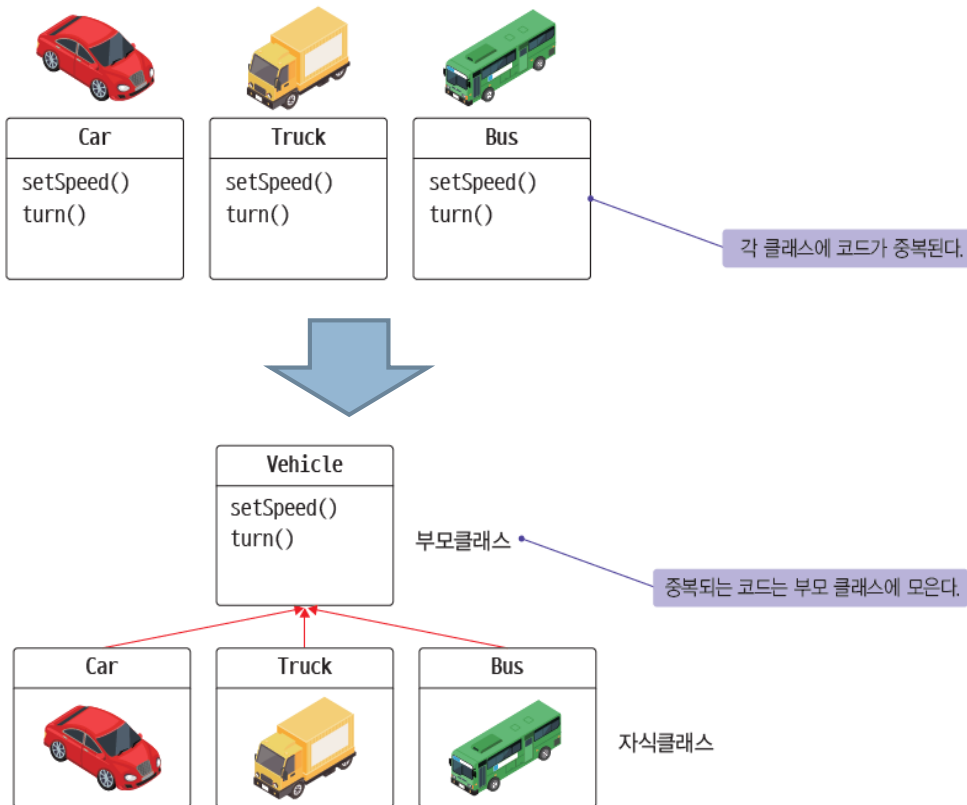 Car
Truck
Bus
setSpeed()
turn()
setSpeed()
turn()
setSpeed()
turn()
각 클래스에 코드가 중복된다.
Vehicle
setSpeed()
turn()
부모클래스
중복되는 코드는 부모 클래스에 모은다.
Car
Truck
Bus
자식클래스